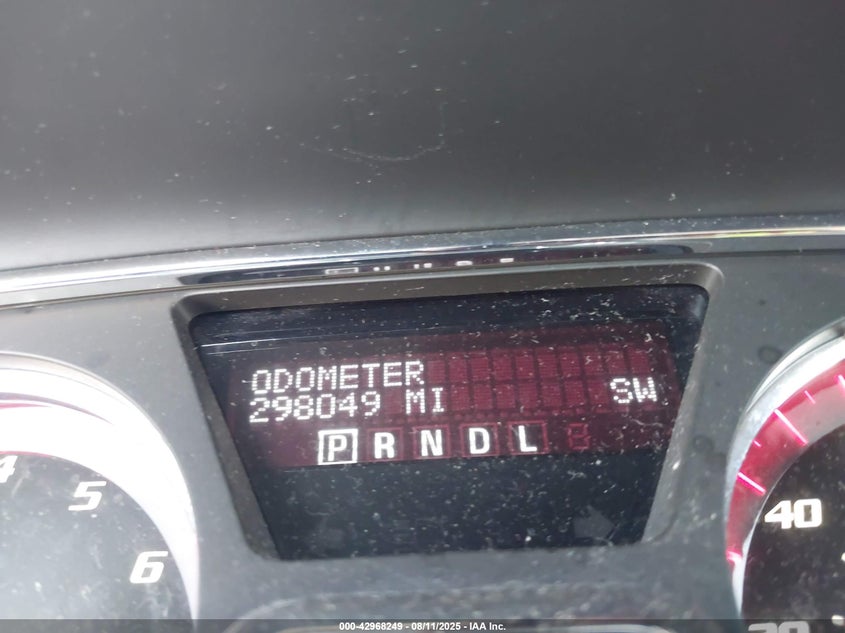 ODOMETER
298049 MI SW
P R N D L
4
5
6
40
000-42968249 - 08/11/2025 - IAA Inc.